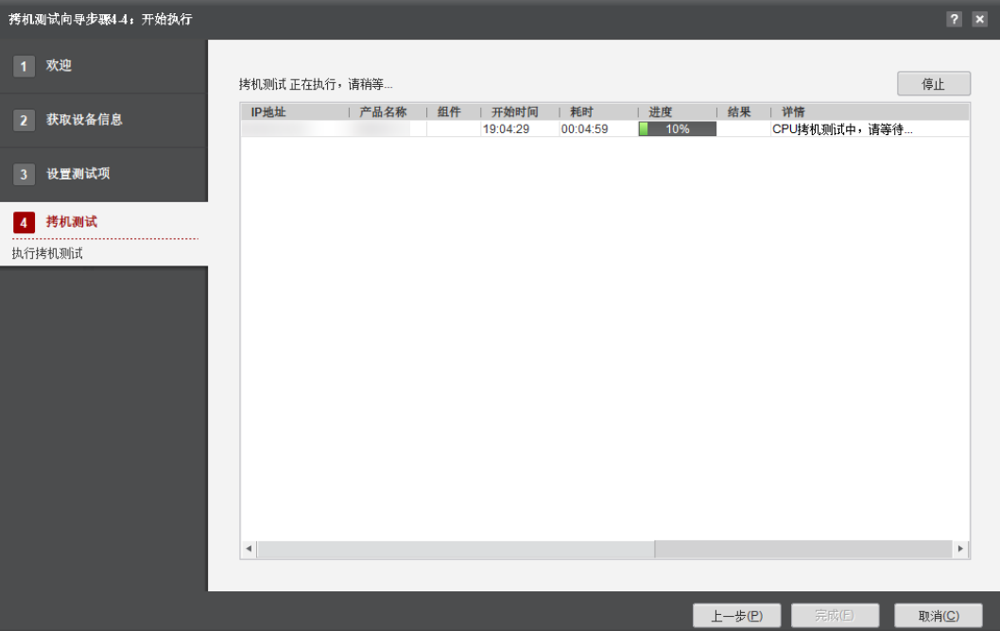 拷机测试向导步骤4-4：开始执行
? ×
1 欢迎
2 获取设备信息
3 设置测试项
4 拷机测试
执行拷机测试
拷机测试 正在执行，请稍等...
停止
IP地址 产品名称 组件 开始时间 耗时 进度 结果 详情
19:04:29 00:04:59 10% CPU拷机测试中，请等待...
上一步(P) 完成(F) 取消(C)